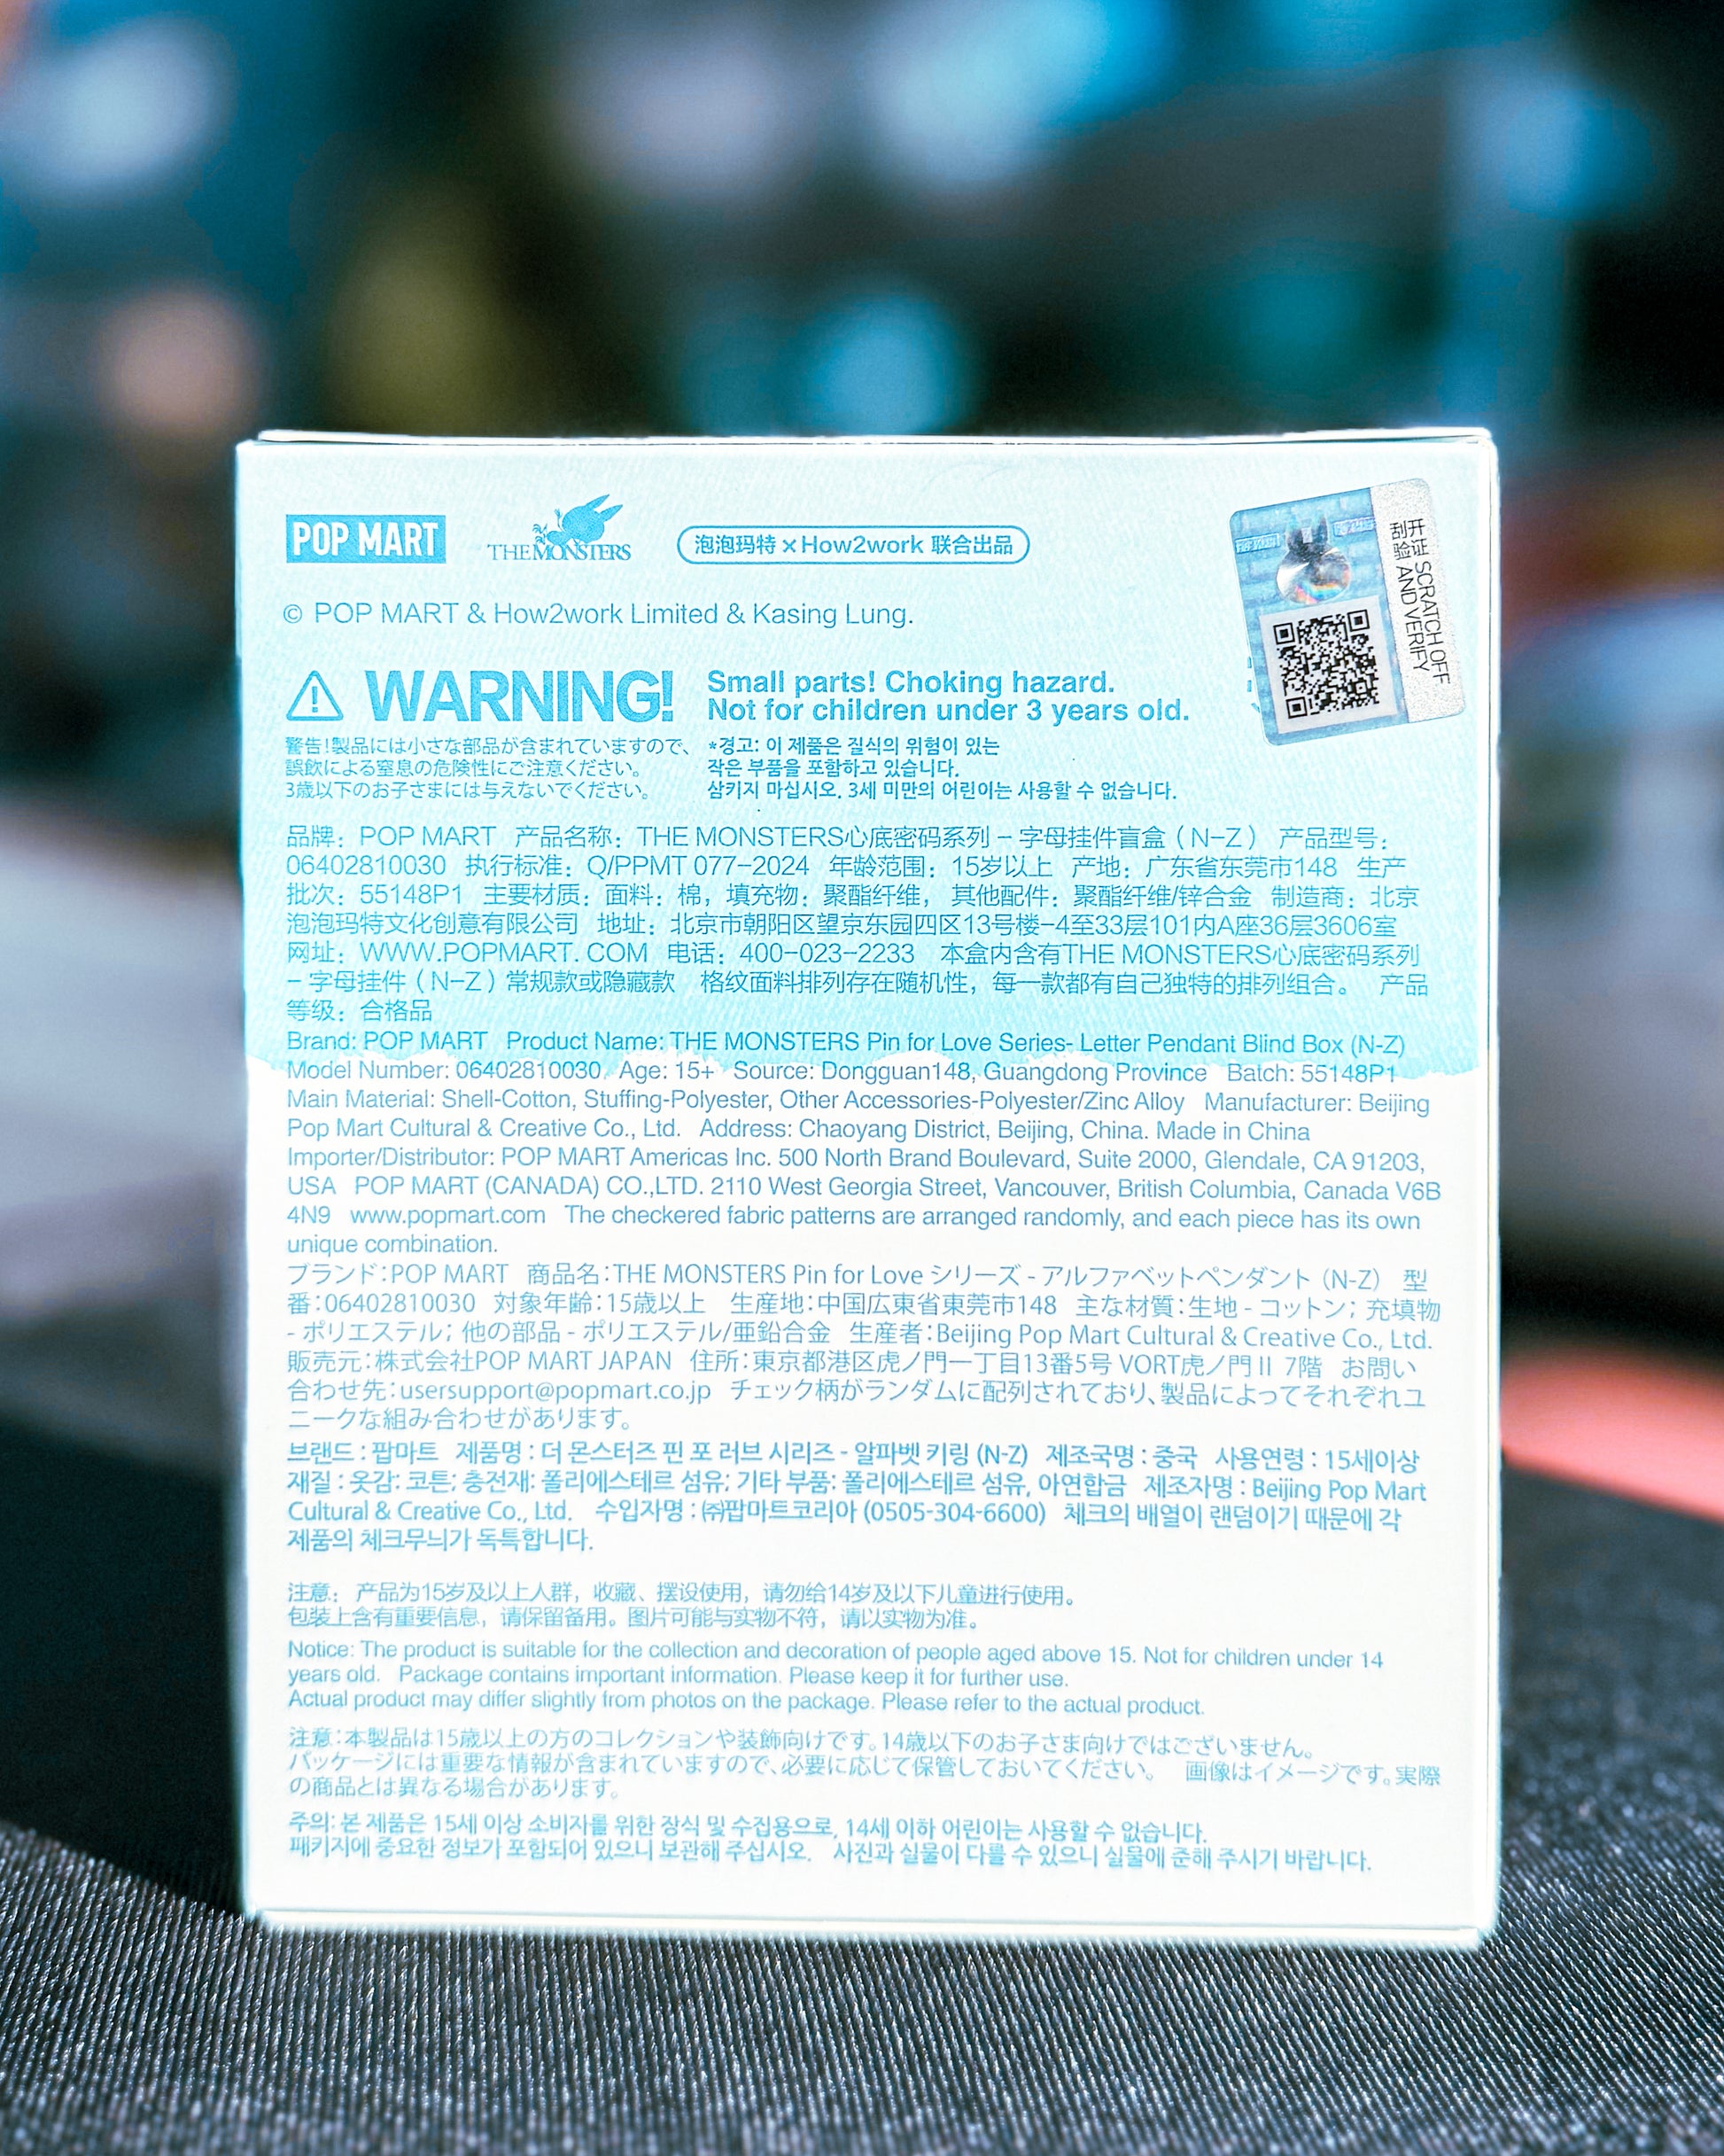 POP MART
THE MONSTERS
泡泡玛特 × How2work 联合出品
开 证 SCRATCH OFF
刮 验 AND VERIFY
© POP MART & How2work Limited & Kasing Lung.
WARNING!
Small parts! Choking hazard.
Not for children under 3 years old.
警告!製品には小さな部品が含まれていますので、
誤飲による窒息の危険性にご注意ください。
3歳以下のお子さまには与えないでください。
*경고: 이 제품은 질식의 위험이 있는
작은 부품을 포함하고 있습니다.
삼키지 마십시오. 3세 미만의 어린이는 사용할 수 없습니다.
品牌：POP MART 产品名称：THE MONSTERS心底密码系列－字母挂件盲盒（N-Z） 产品型号：
06402810030 执行标准：Q/PPMT 077-2024 年龄范围：15岁以上 产地：广东省东莞市148 生产
批次：55148P1 主要材质：面料：棉，填充物：聚酯纤维，其他配件：聚酯纤维/锌合金 制造商：北京
泡泡玛特文化创意有限公司 地址：北京市朝阳区望京东园四区13号楼-4至33层101内A座36层3606室
网址：WWW.POPMART. COM 电话：400-023-2233 本盒内含有THE MONSTERS心底密码系列
－字母挂件（N-Z）常规款或隐藏款 格纹面料排列存在随机性，每一款都有自己独特的排列组合。 产品
等级：合格品
Brand: POP MART Product Name: THE MONSTERS Pin for Love Series- Letter Pendant Blind Box (N-Z)
Model Number: 06402810030 Age: 15+ Source: Dongguan148, Guangdong Province Batch: 55148P1
Main Material: Shell-Cotton, Stuffing-Polyester, Other Accessories-Polyester/Zinc Alloy Manufacturer: Beijing
Pop Mart Cultural & Creative Co., Ltd. Address: Chaoyang District, Beijing, China. Made in China
Importer/Distributor: POP MART Americas Inc. 500 North Brand Boulevard, Suite 2000, Glendale, CA 91203,
USA POP MART (CANADA) CO.,LTD. 2110 West Georgia Street, Vancouver, British Columbia, Canada V6B
4N9 www.popmart.com The checkered fabric patterns are arranged randomly, and each piece has its own
unique combination.
ブランド：POP MART 商品名：THE MONSTERS Pin for Love シリーズ - アルファベットペンダント（N-Z） 型
番：06402810030 対象年齢：15歳以上 生産地：中国広東省東莞市148 主な材質：生地 - コットン；充填物
- ポリエステル；他の部品 - ポリエステル/亜鉛合金 生産者：Beijing Pop Mart Cultural & Creative Co., Ltd.
販売元：株式会社POP MART JAPAN 住所：東京都港区虎ノ門一丁目13番5号 VORT虎ノ門 II 7階 お問い
合わせ先：usersupport@popmart.co.jp チェック柄がランダムに配列されており、製品によってそれぞれユ
ニークな組み合わせがあります。
브랜드 : 팝마트 제품명 : 더 몬스터즈 핀 포 러브 시리즈 - 알파벳 키링 (N-Z) 제조국명 : 중국 사용연령 : 15세이상
재질 : 옷감: 코튼; 충전재: 폴리에스테르 섬유; 기타 부품: 폴리에스테르 섬유, 아연합금 제조자명 : Beijing Pop Mart
Cultural & Creative Co., Ltd. 수입자명 : ㈜팝마트코리아 (0505-304-6600) 체크의 배열이 랜덤이기 때문에 각
제품의 체크무늬가 독특합니다.
注意：产品为15岁及以上人群，收藏、摆设使用，请勿给14岁及以下儿童进行使用。
包装上含有重要信息，请保留备用。图片可能与实物不符，请以实物为准。
Notice: The product is suitable for the collection and decoration of people aged above 15. Not for children under 14
years old. Package contains important information. Please keep it for further use.
Actual product may differ slightly from photos on the package. Please refer to the actual product.
注意：本製品は15歳以上の方のコレクションや装飾向けです。14歳以下のお子さま向けではございません。
パッケージには重要な情報が含まれていますので、必要に応じて保管しておいてください。 画像はイメージです。実際
の商品とは異なる場合があります。
주의: 본 제품은 15세 이상 소비자를 위한 장식 및 수집용으로, 14세 이하 어린이는 사용할 수 없습니다.
패키지에 중요한 정보가 포함되어 있으니 보관해 주십시오. 사진과 실물이 다를 수 있으니 실물에 준해 주시기 바랍니다.